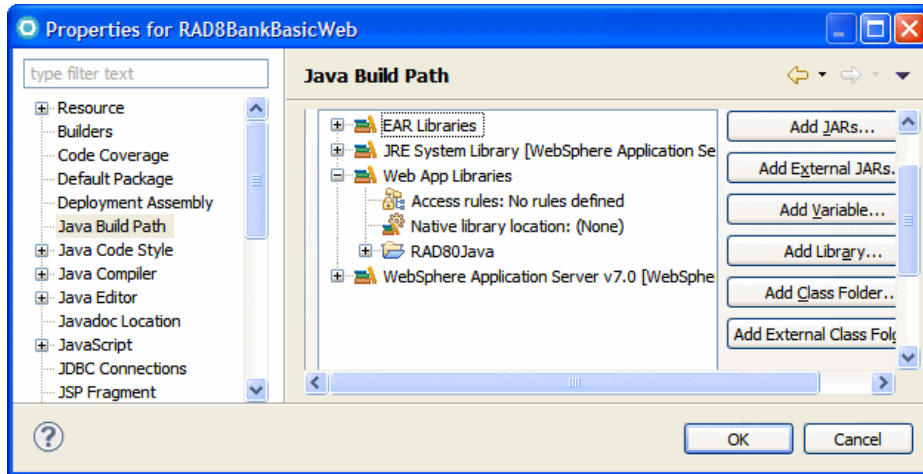 Properties for RAD8BankBasicWeb
type filter text
Resource
Builders
Code Coverage
Default Package
Deployment Assembly
Java Build Path
Java Code Style
Java Compiler
Java Editor
Javadoc Location
JavaScript
JDBC Connections
JSP Fragment
Java Build Path
EAR Libraries
JRE System Library [WebSphere Application Se
Web App Libraries
Access rules: No rules defined
Native library location: (None)
RAD80Java
WebSphere Application Server v7.0 [WebSphe
Add JARs...
Add External JARs.
Add Variable...
Add Library...
Add Class Folder..
Add External Class Fold
?
OK
Cancel